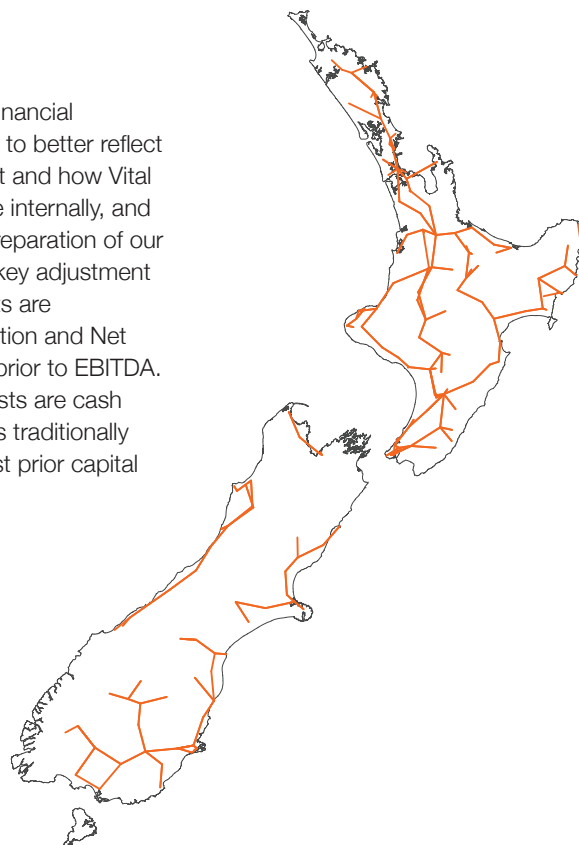 nancial
to better reflect
t and how Vital
e internally, and
reparation of our
key adjustment
ts are
tion and Net
prior to EBITDA.
sts are cash
s traditionally
st prior capital